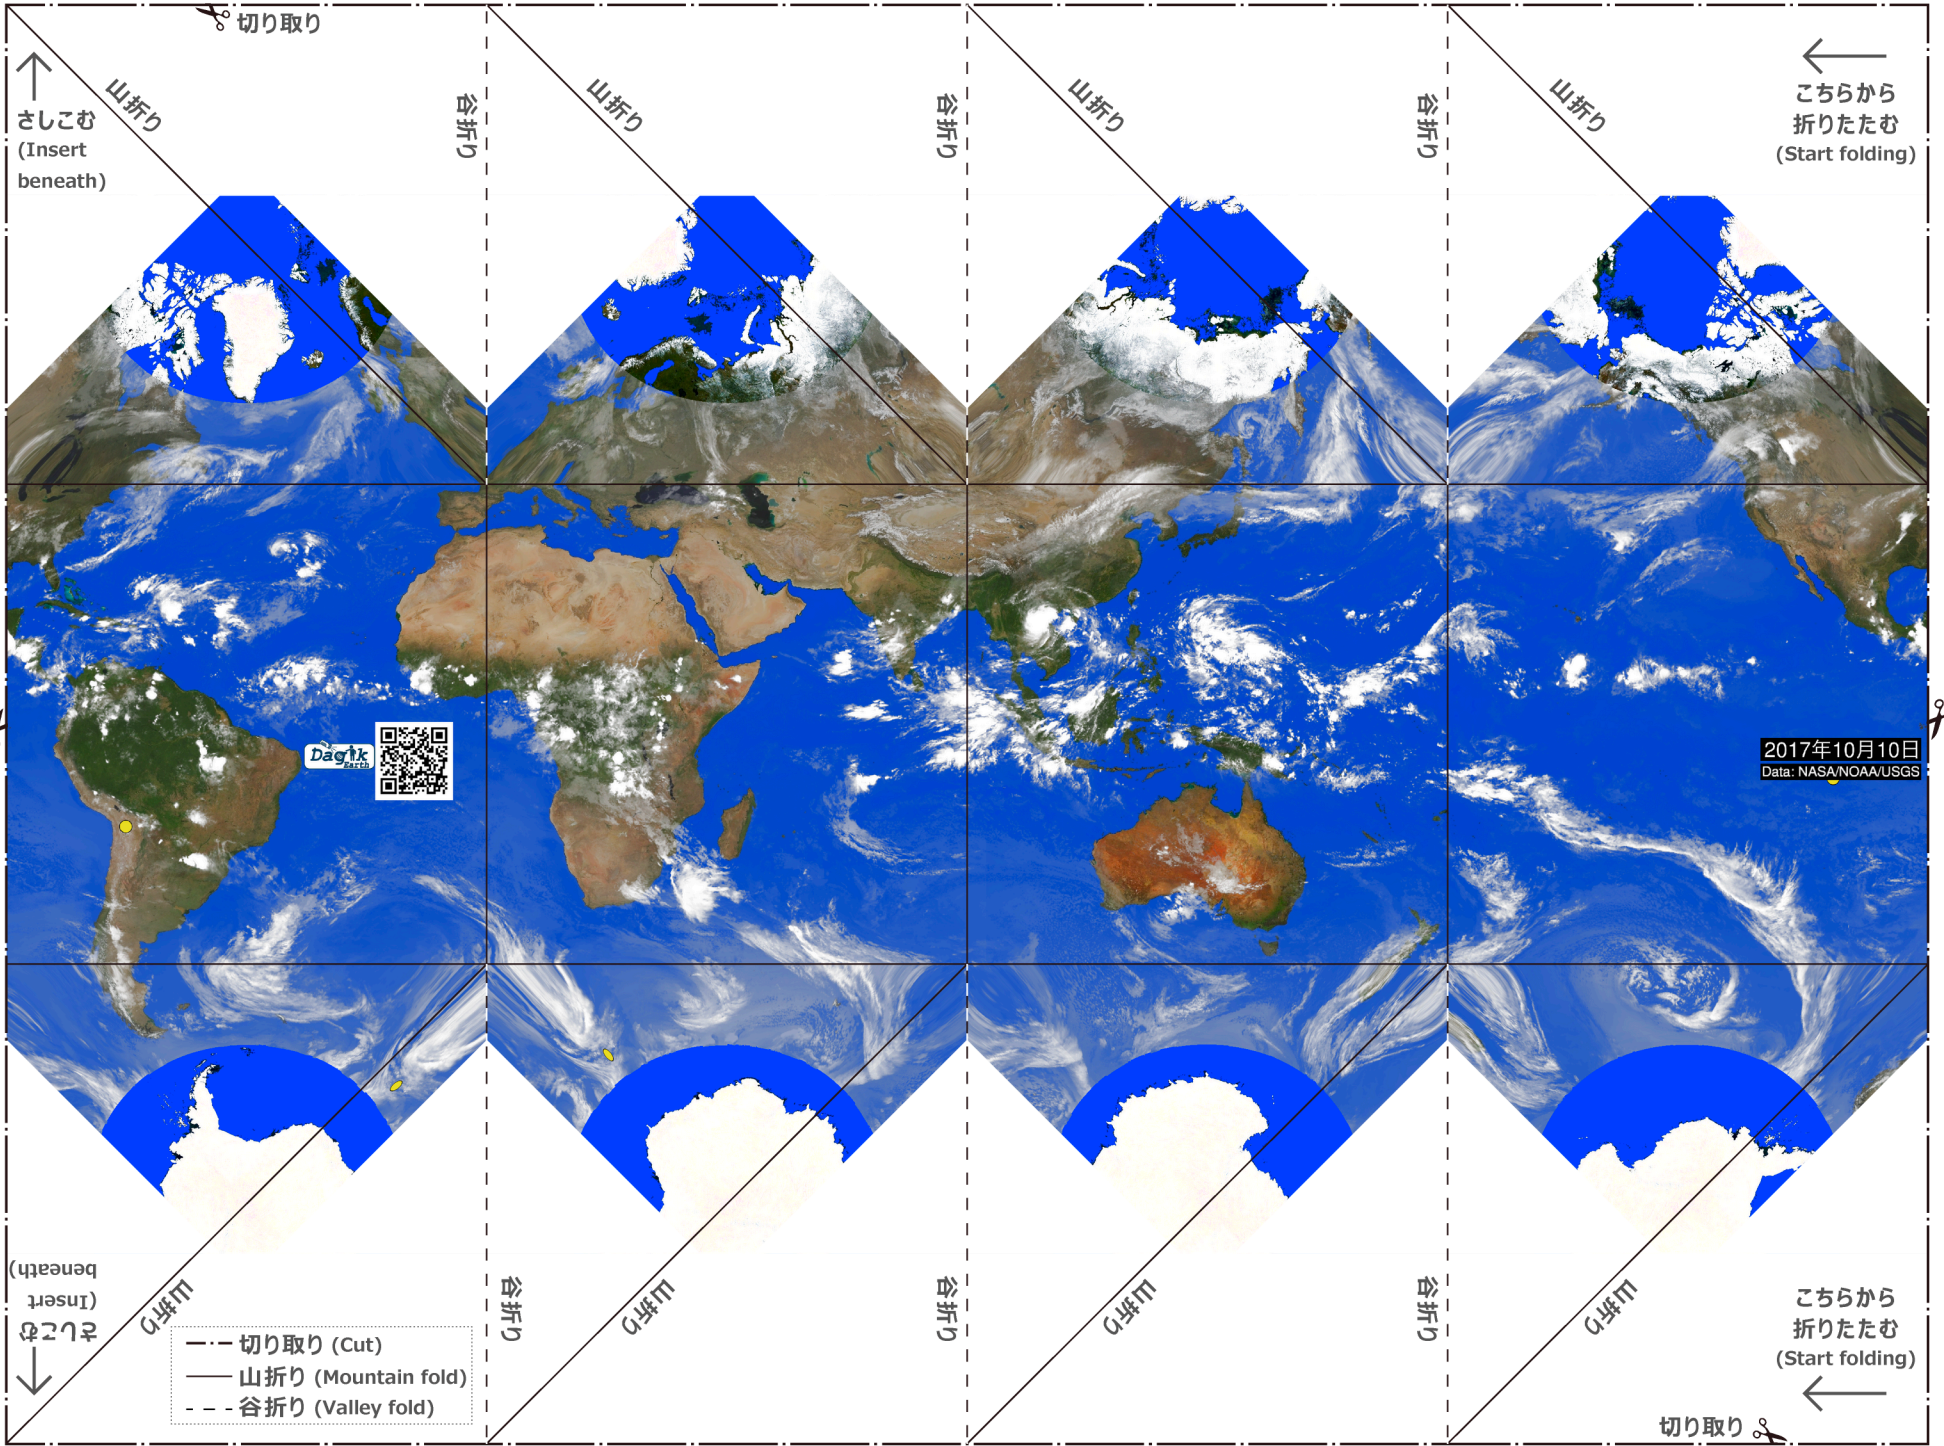 切り取り
山折り
谷折り
山折り
谷折り
山折り
谷折り
山折り
さしこむ
(Insert
beneath)
こちらから
折りたたむ
(Start folding)
Dagik
Earth
2017年10月10日
Data: NASA/NOAA/USGS
さしこむ
(Insert
beneath)
山折り
谷折り
山折り
谷折り
山折り
谷折り
山折り
切り取り (Cut)
山折り (Mountain fold)
谷折り (Valley fold)
こちらから
折りたたむ
(Start folding)
切り取り